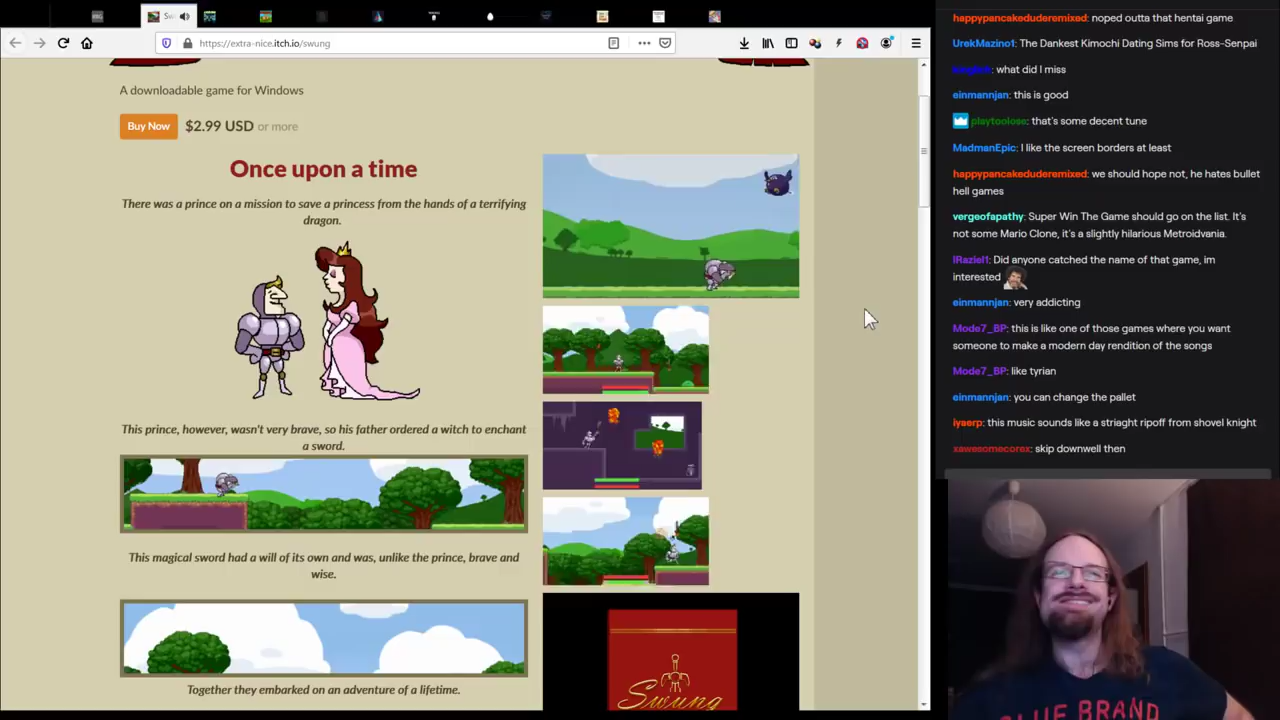 https://extra-nice.itch.io/swung
A downloadable game for Windows
Buy Now $2.99 USD or more
Once upon a time
There was a prince on a mission to save a princess from the hands of a terrifying
dragon.
This prince, however, wasn't very brave, so his father ordered a witch to enchant
a sword.
This magical sword had a will of its own and was, unlike the prince, brave and
wise.
Together they embarked on an adventure of a lifetime.
Swung
happypancakeduderemixed: noped outta that hentai game
UrekMazino1: The Dankest Kimochi Dating Sims for Ross-Senpai
: what did I miss
einmannjan: this is good
playtoolose: that's some decent tune
MadmanEpic: I like the screen borders at least
happypancakeduderemixed: we should hope not, he hates bullet
hell games
vergeofapathy: Super Win The Game should go on the list. It's
not some Mario Clone, it's a slightly hilarious Metroidvania.
IRaziel1: Did anyone catched the name of that game, im
interested
einmannjan: very addicting
Mode7_BP: this is like one of those games where you want
someone to make a modern day rendition of the songs
Mode7_BP: like tyrian
einmannjan: you can change the pallet
iyaerp: this music sounds like a striaght ripoff from shovel knight
xawesomecorex: skip downwell then
BLUE BRAND